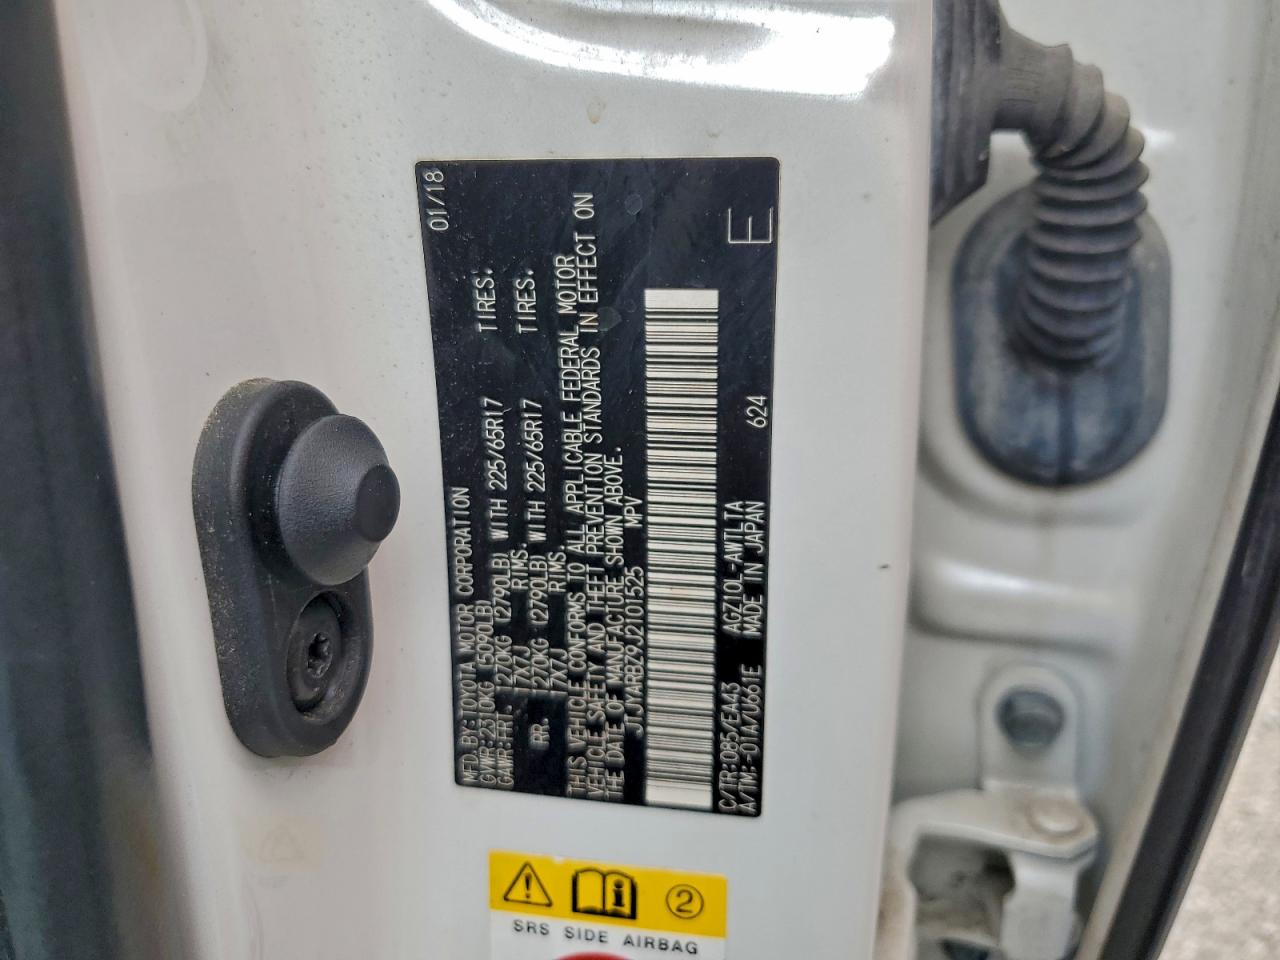 MFD BY:TOYOTA MOTOR CORPORATION 01/18
GVWR:2310KG (5090LB)
GAWR:FRT. 1270KG (2790LB) WITH 225/65R17 TIRES.
17X7J RIMS.
RR. 1270KG (2790LB) WITH 225/65R17 TIRES.
17X7J RIMS.
THIS VEHICLE CONFORMS TO ALL APPLICABLE FEDERAL MOTOR
VEHICLE SAFETY AND THEFT PREVENTION STANDARDS IN EFFECT ON
THE DATE OF MANUFACTURE SHOWN ABOVE.
JTJYARBZ9J2101525 MPV
E
C/TR:085/EA43 AGZ10L-AWTLTA 624
A/TM:-01A/U661E MADE IN JAPAN
2
SRS SIDE AIRBAG